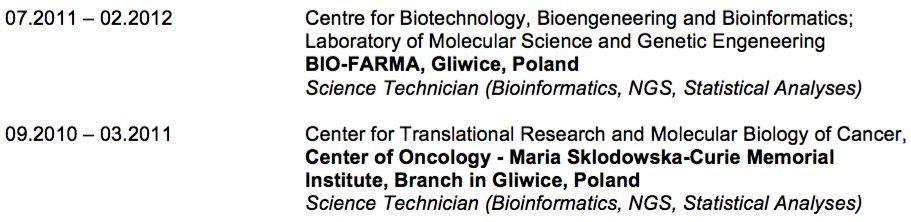 07.2011 – 02.2012 Centre for Biotechnology, Bioengeneering and Bioinformatics;
Laboratory of Molecular Science and Genetic Engeneering
BIO-FARMA, Gliwice, Poland
Science Technician (Bioinformatics, NGS, Statistical Analyses)
09.2010 – 03.2011 Center for Translational Research and Molecular Biology of Cancer,
Center of Oncology - Maria Sklodowska-Curie Memorial
Institute, Branch in Gliwice, Poland
Science Technician (Bioinformatics, NGS, Statistical Analyses)